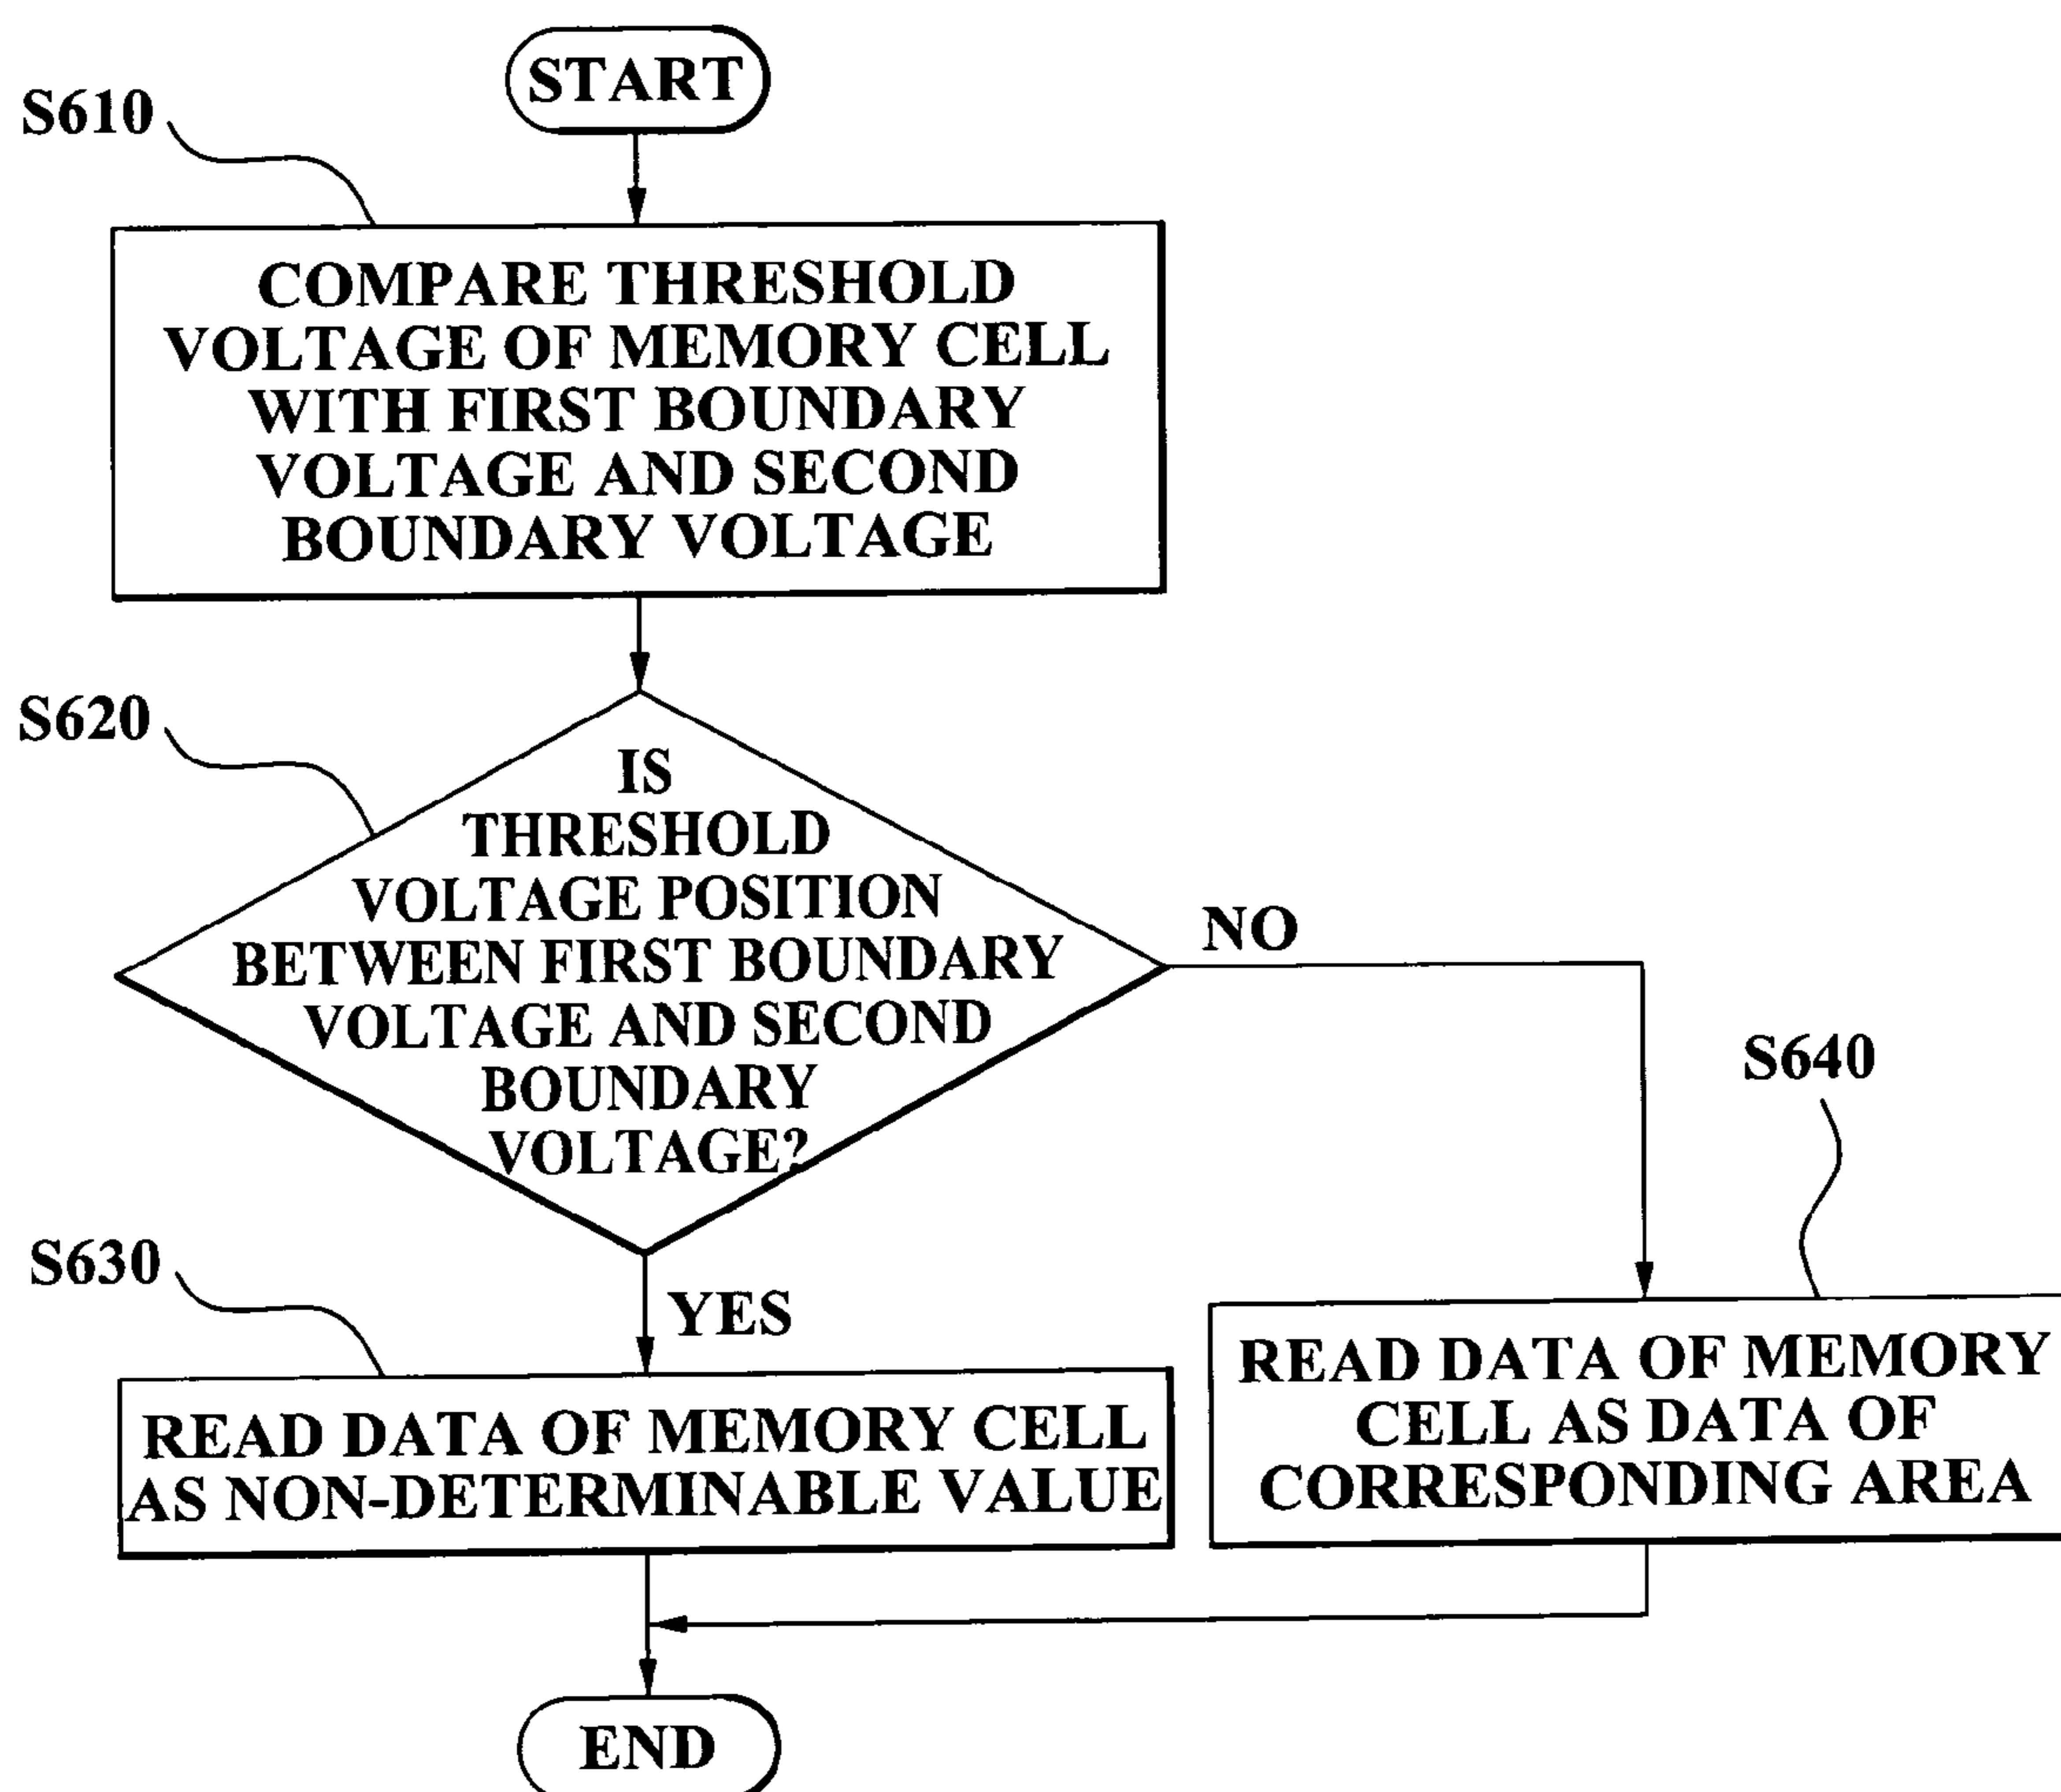 START
S610
COMPARE THRESHOLD
VOLTAGE OF MEMORY CELL
WITH FIRST BOUNDARY
VOLTAGE AND SECOND
BOUNDARY VOLTAGE
S620
IS
THRESHOLD
VOLTAGE POSITION
BETWEEN FIRST BOUNDARY
VOLTAGE AND SECOND
BOUNDARY
VOLTAGE?
NO
S640
S630
YES
READ DATA OF MEMORY CELL
AS NON-DETERMINABLE VALUE
READ DATA OF MEMORY
CELL AS DATA OF
CORRESPONDING AREA
END